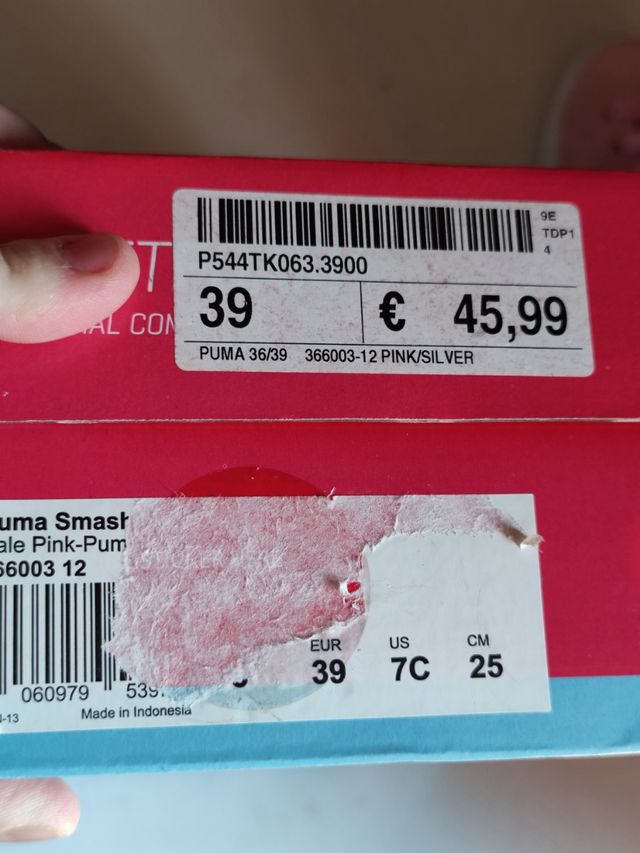 9E
TDP1
4
P544TK063.3900
39 € 45,99
PUMA 36/39 366003-12 PINK/SILVER
uma Smash
ale Pink-Pum
66003 12
EUR US CM
39 7C 25
060979 539
Made in Indonesia